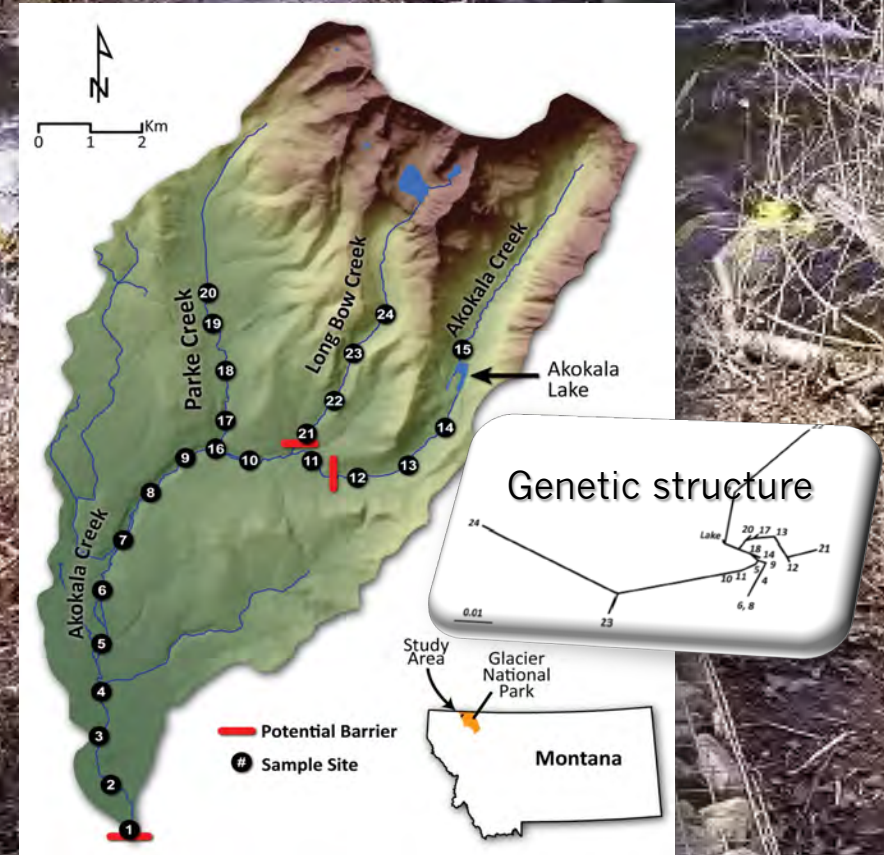 N
Km
0 1 2
20
19
Parke Creek
18
17
Long Bow Creek
24
23
22
21
Akokala Creek
15
Akokala
Lake
14
13
12
11
10
16
9
8
7
Akokala Creek
6
5
4
3
2
1
Potential Barrier
# Sample Site
Genetic structure
22
24
Lake
20 17 13
21
18 14
9
12
5
10 11 4
6, 8
23
0.01
Study
Area
Glacier
National
Park
Montana